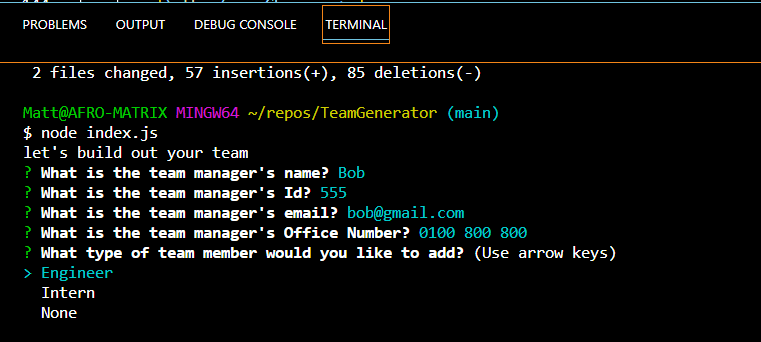 PROBLEMS OUTPUT DEBUG CONSOLE TERMINAL
2 files changed, 57 insertions(+), 85 deletions(-)
Matt@AFRO-MATRIX MINGW64 ~/repos/TeamGenerator (main)
$ node index.js
let's build out your team
? What is the team manager's name? Bob
? What is the team manager's Id? 555
? What is the team manager's email? bob@gmail.com
? What is the team manager's Office Number? 0100 800 800
? What type of team member would you like to add? (Use arrow keys)
> Engineer
Intern
None